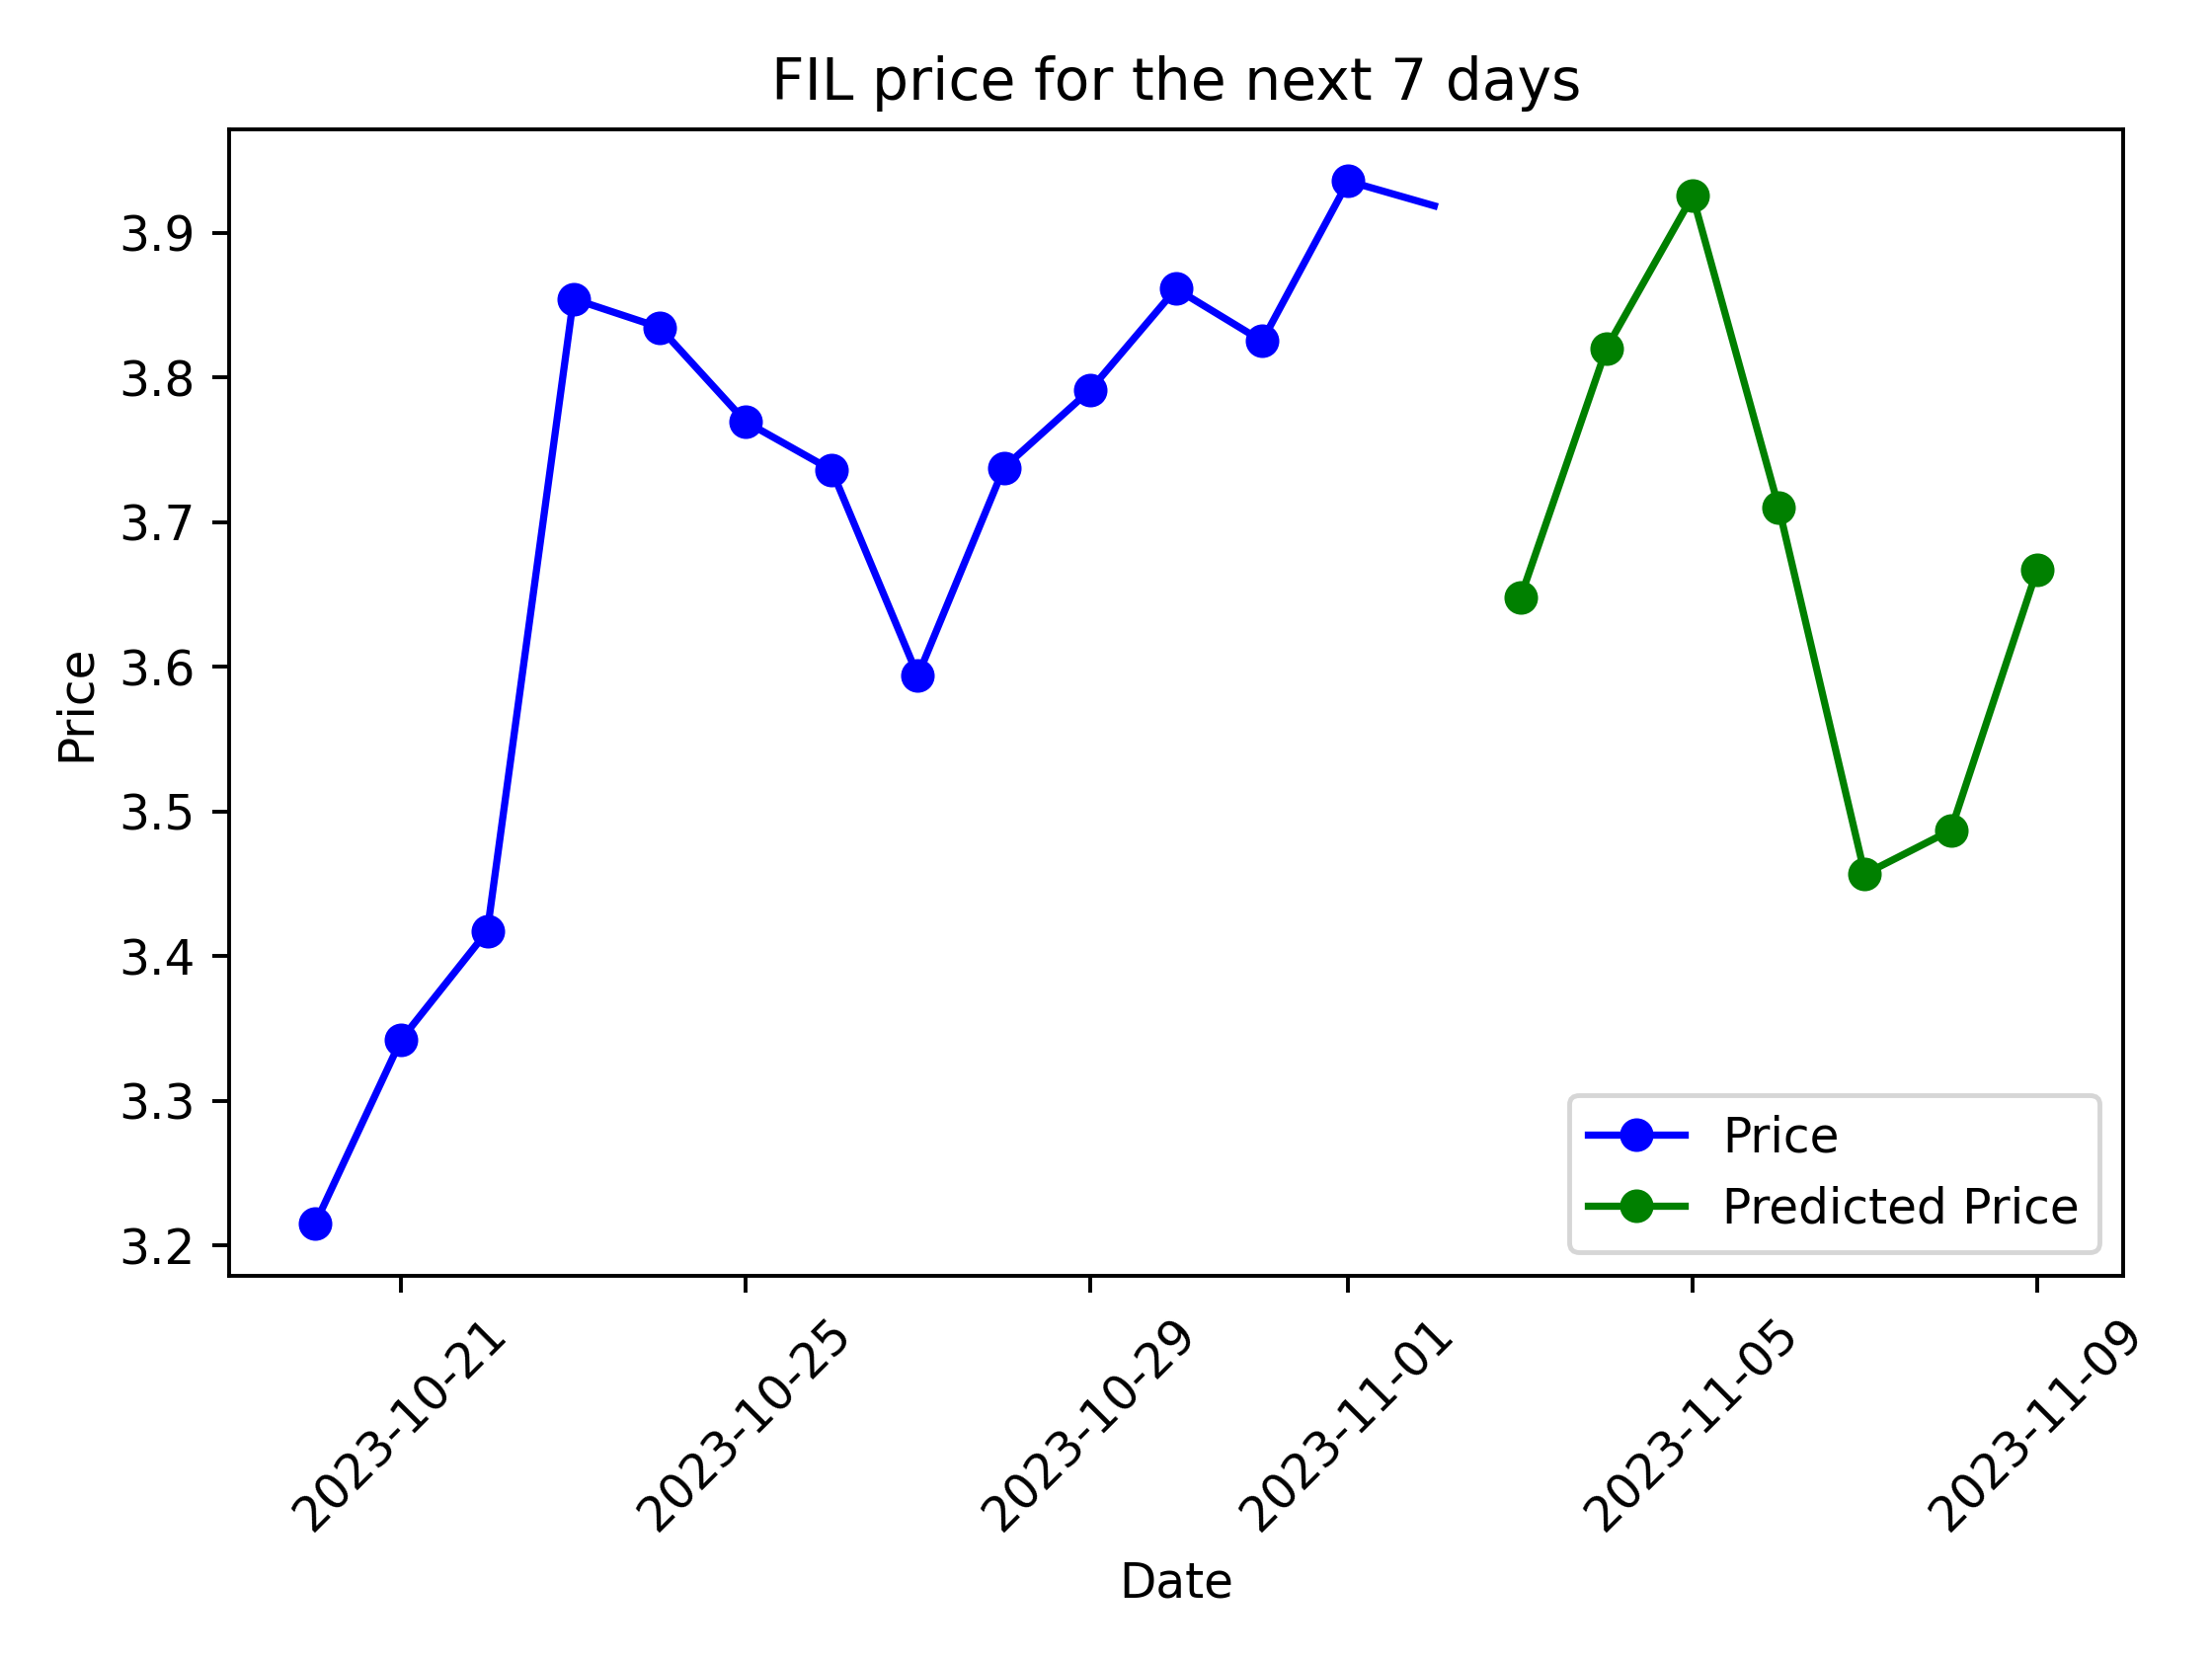 FIL price for the next 7 days
Price
3.9
3.8
3.7
3.6
3.5
3.4
3.3
3.2
Price
Predicted Price
2023-10-21
2023-10-25
2023-10-29
2023-11-01
2023-11-05
2023-11-09
Date